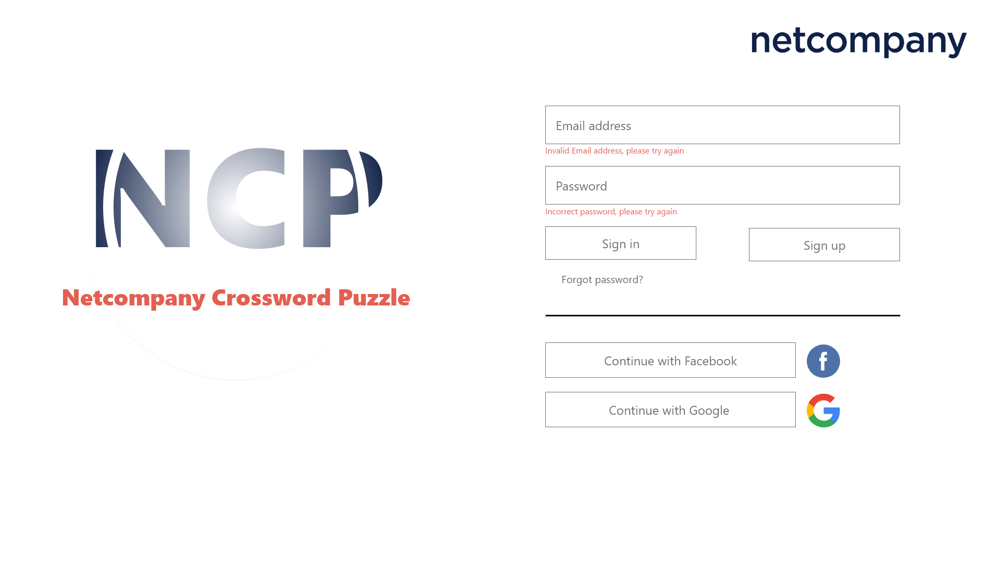 netcompany
NCP
Netcompany Crossword Puzzle
Email address
Invalid Email address, please try again
Password
Incorrect password, please try again
Sign in
Sign up
Forgot password?
Continue with Facebook
f
Continue with Google
G